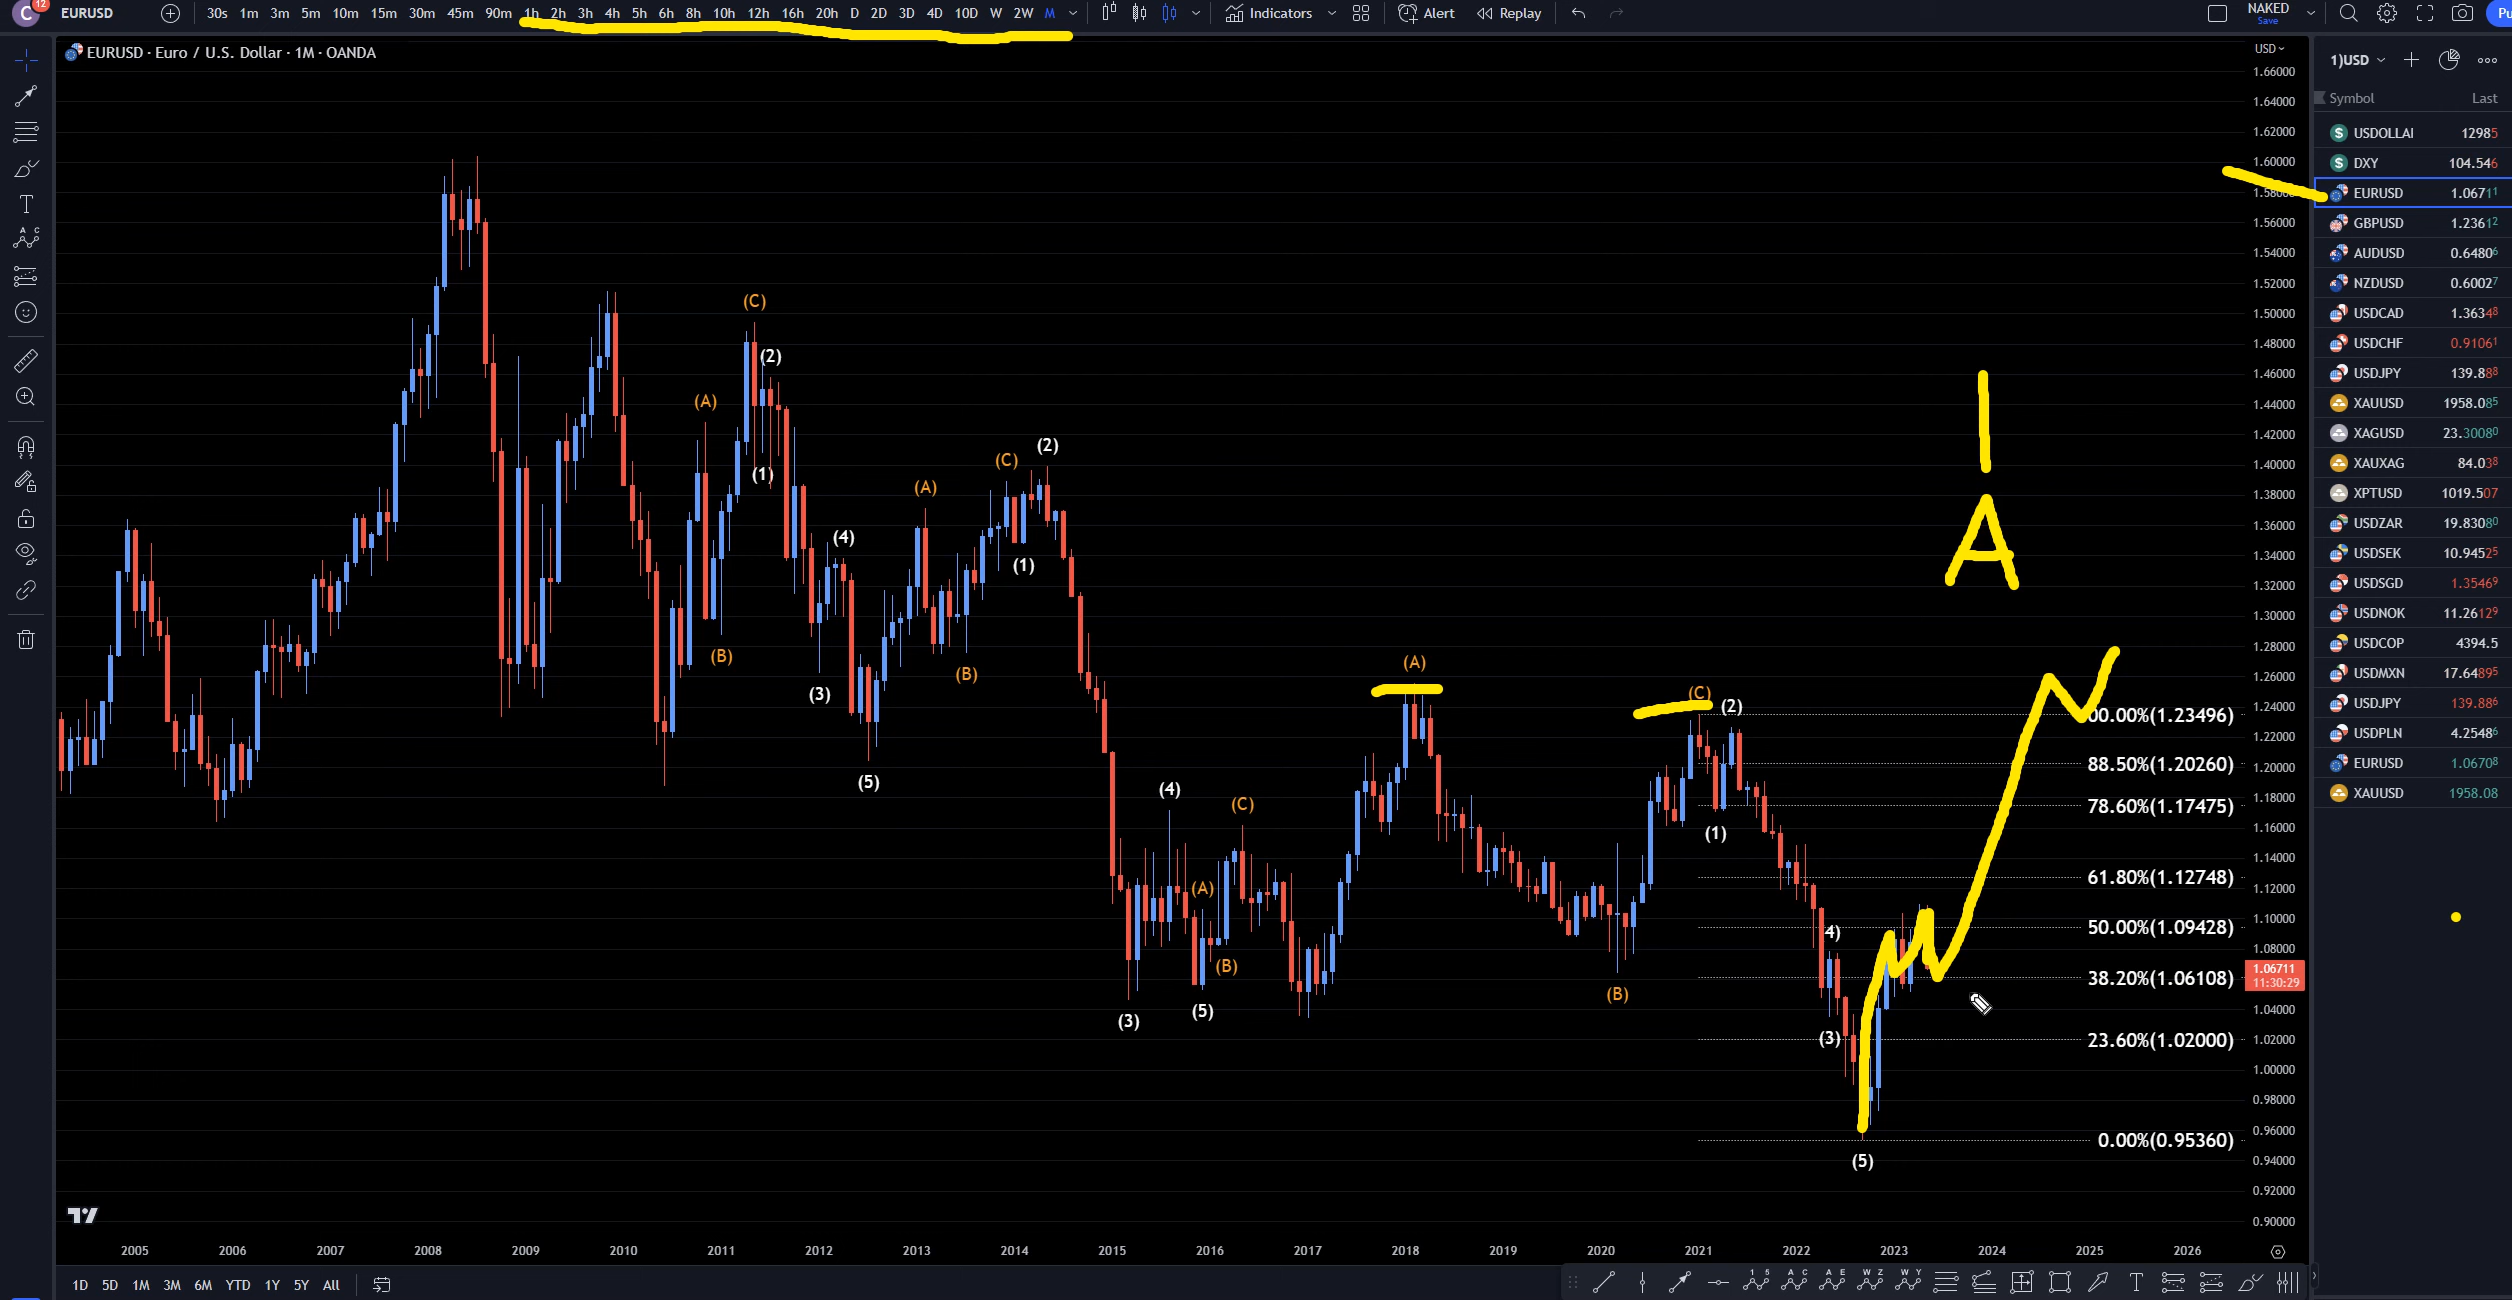 C 12 EURUSD 30s 1m 3m 5m 10m 15m 30m 45m 90m 1h 2h 3h 4h 5h 6h 8h 10h 12h 16h 20h D 2D 3D 4D 10D W 2W M Indicators Alert Replay NAKED Save Pu
EURUSD · Euro / U.S. Dollar · 1M · OANDA
USD
1.66000
1.64000
1.62000
1.60000
1.58000
1.56000
1.54000
1.52000
1.50000
1.48000
1.46000
1.44000
1.42000
1.40000
1.38000
1.36000
1.34000
1.32000
1.30000
1.28000
1.26000
1.24000
1.22000
1.20000
1.18000
1.16000
1.14000
1.12000
1.10000
1.08000
1.06711
11:30:29
1.04000
1.02000
1.00000
0.98000
0.96000
0.94000
0.92000
0.90000
(C)
(2)
(A)
(1)
(B)
(4)
(3)
(5)
(A)
(B)
(C)
(2)
(1)
(4)
(3)
(A)
(5)
(C)
(B)
(A)
(B)
(C)
(2)
(1)
4)
(3)
(5)
I
A
00.00%(1.23496)
88.50%(1.20260)
78.60%(1.17475)
61.80%(1.12748)
50.00%(1.09428)
38.20%(1.06108)
23.60%(1.02000)
0.00%(0.95360)
2005 2006 2007 2008 2009 2010 2011 2012 2013 2014 2015 2016 2017 2018 2019 2020 2021 2022 2023 2024 2025 2026
1D 5D 1M 3M 6M YTD 1Y 5Y All
1)USD
Symbol Last
USDOLLAI 12985
DXY 104.546
EURUSD 1.06711
GBPUSD 1.23612
AUDUSD 0.64806
NZDUSD 0.60027
USDCAD 1.36348
USDCHF 0.91061
USDJPY 139.888
XAUUSD 1958.085
XAGUSD 23.30080
XAUXAG 84.038
XPTUSD 1019.507
USDZAR 19.83080
USDSEK 10.94525
USDSGD 1.35469
USDNOK 11.26129
USDCOP 4394.5
USDMXN 17.64895
USDJPY 139.886
USDPLN 4.25486
EURUSD 1.06708
XAUUSD 1958.08